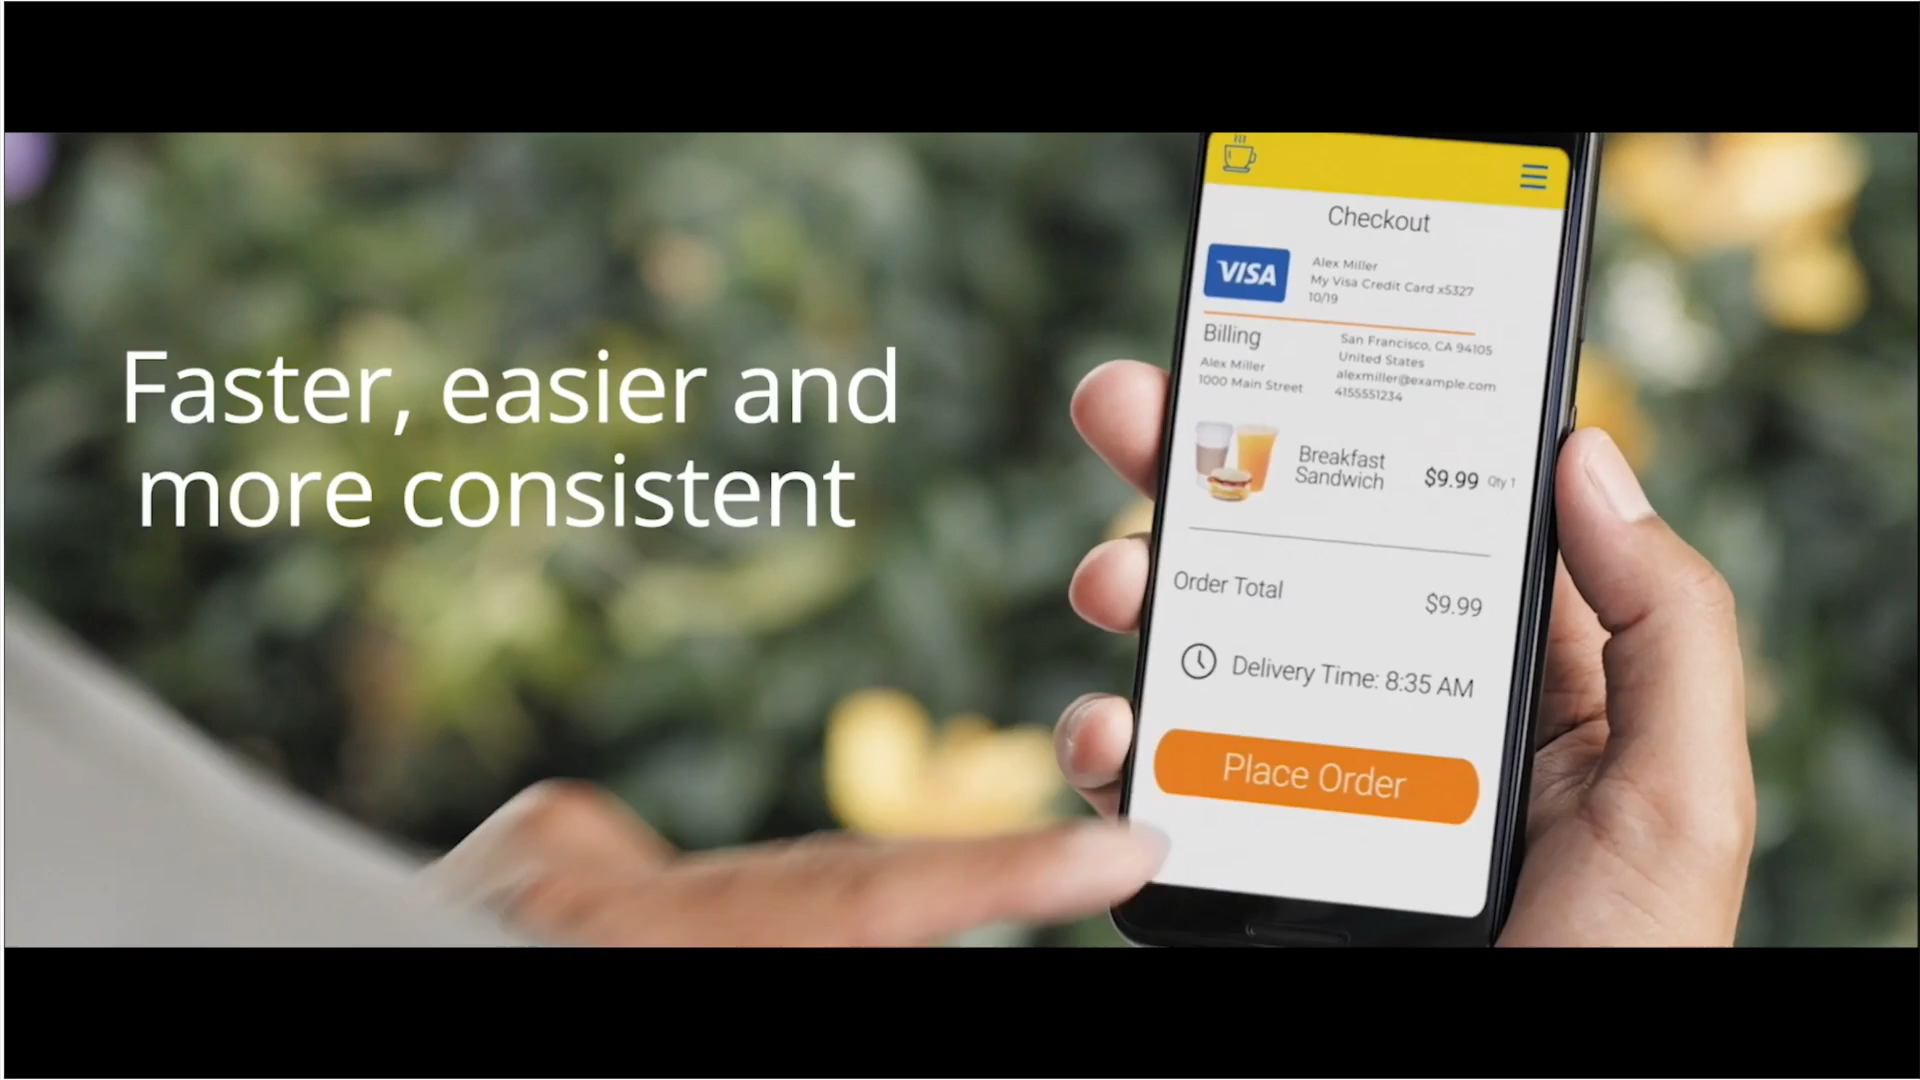 Faster, easier and
more consistent
Checkout
VISA
Alex Miller
My Visa Credit Card x5327
10/19
Billing
Alex Miller
1000 Main Street
San Francisco, CA 94105
United States
alexmiller@example.com
4155551234
Breakfast
Sandwich
$9.99 Qty 1
Order Total
$9.99
Delivery Time: 8:35 AM
Place Order